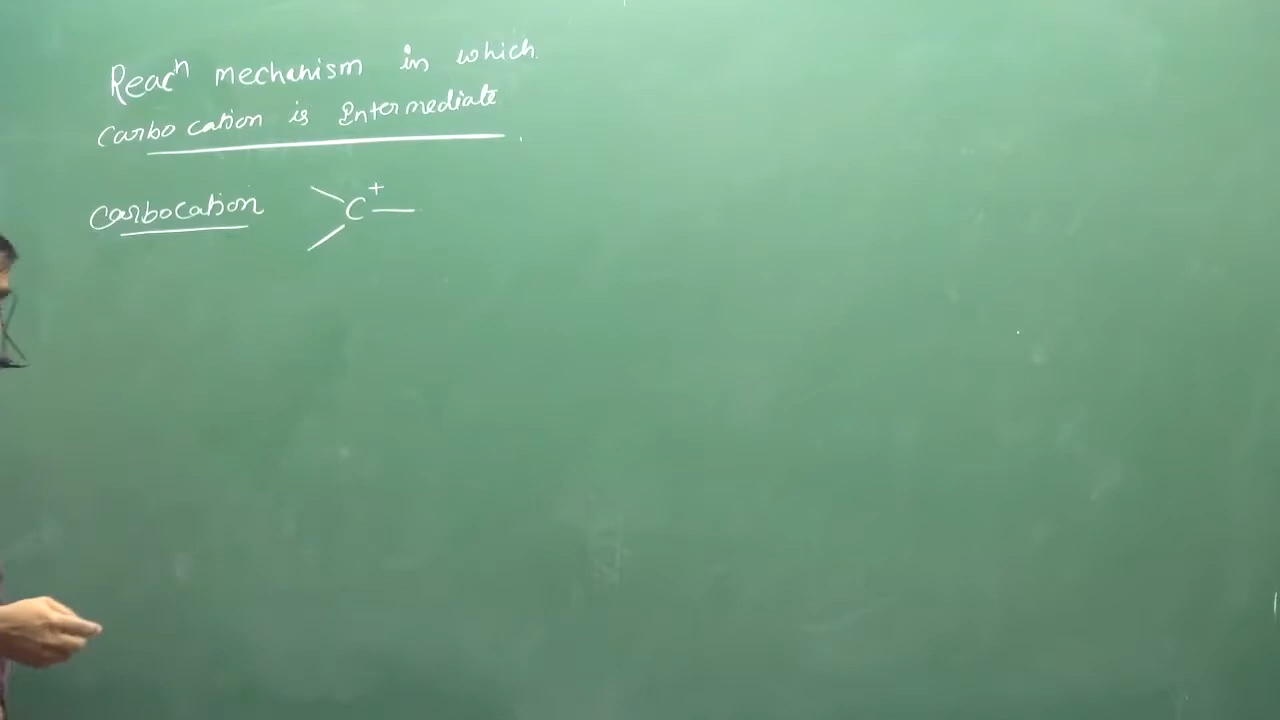 Reacⁿ mechanism in which
Carbocation is Intermediate
Carbocation C⁺